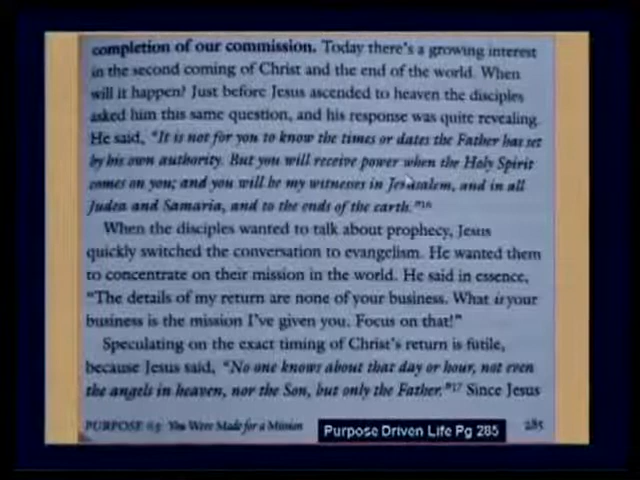 completion of our commission. Today there's a growing interest
in the second coming of Christ and the end of the world. When
will it happen? Just before Jesus ascended to heaven the disciples
asked him this same question, and his response was quite revealing.
He said, "It is not for you to know the times or dates the Father has set
by his own authority. But you will receive power when the Holy Spirit
comes on you; and you will be my witnesses in Jerusalem, and in all
Judea and Samaria, and to the ends of the earth."16
When the disciples wanted to talk about prophecy, Jesus
quickly switched the conversation to evangelism. He wanted them
to concentrate on their mission in the world. He said in essence,
"The details of my return are none of your business. What is your
business is the mission I've given you. Focus on that!"
Speculating on the exact timing of Christ's return is futile,
because Jesus said, "No one knows about that day or hour, not even
the angels in heaven, nor the Son, but only the Father."17 Since Jesus
PURPOSE #5: You Were Made for a Mission 285
Purpose Driven Life Pg 285